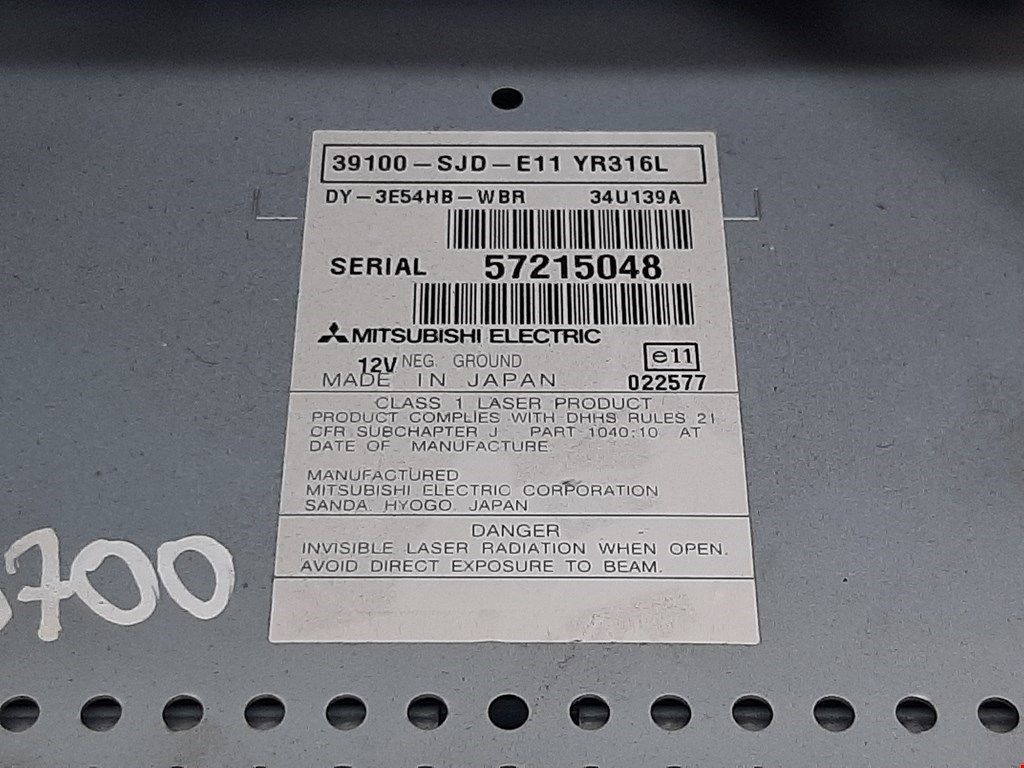 39100-SJD-E11 YR316L
DY-3E54HB-WBR 34U139A
SERIAL 57215048
MITSUBISHI ELECTRIC
12V NEG. GROUND e11
MADE IN JAPAN 022577
CLASS 1 LASER PRODUCT
PRODUCT COMPLIES WITH DHHS RULES 21
CFR SUBCHAPTER J PART 1040:10 AT
DATE OF MANUFACTURE
MANUFACTURED
MITSUBISHI ELECTRIC CORPORATION
SANDA, HYOGO, JAPAN
DANGER
INVISIBLE LASER RADIATION WHEN OPEN.
AVOID DIRECT EXPOSURE TO BEAM.
700